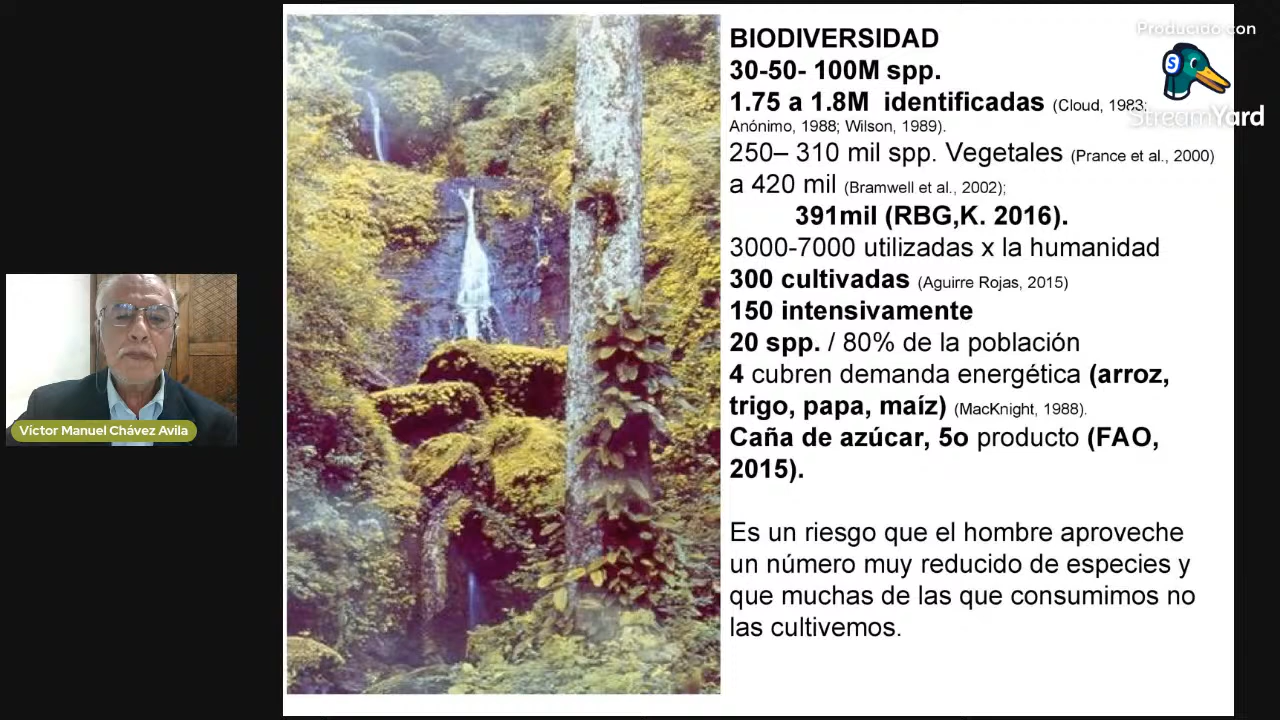 BIODIVERSIDAD
30-50- 100M spp.
1.75 a 1.8M identificadas (Cloud, 1983;
Anónimo, 1988; Wilson, 1989).
250– 310 mil spp. Vegetales (Prance et al., 2000)
a 420 mil (Bramwell et al., 2002);
391mil (RBG,K. 2016).
3000-7000 utilizadas x la humanidad
300 cultivadas (Aguirre Rojas, 2015)
150 intensivamente
20 spp. / 80% de la población
4 cubren demanda energética (arroz,
trigo, papa, maíz) (MacKnight, 1988).
Caña de azúcar, 5o producto (FAO,
2015).
Es un riesgo que el hombre aproveche
un número muy reducido de especies y
que muchas de las que consumimos no
las cultivemos.
Producido con
S
StreamYard
Víctor Manuel Chávez Avila